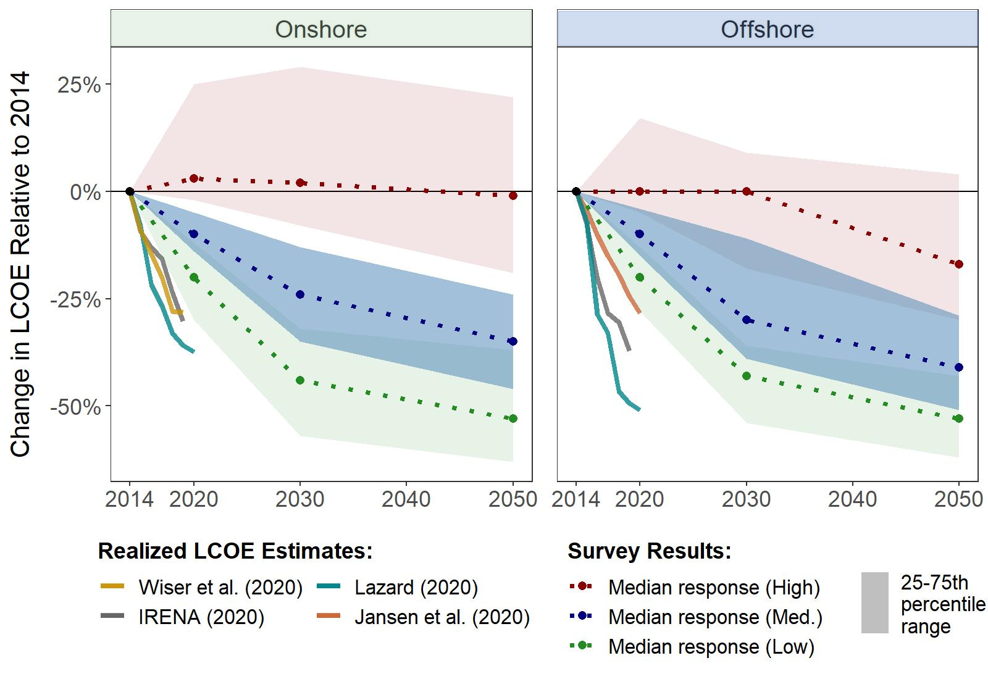 Onshore
Offshore
Change in LCOE Relative to 2014
25%
0%
-25%
-50%
2014 2020 2030 2040 2050
2014 2020 2030 2040 2050
Realized LCOE Estimates:
Wiser et al. (2020)
Lazard (2020)
IRENA (2020)
Jansen et al. (2020)
Survey Results:
Median response (High)
Median response (Med.)
Median response (Low)
25-75th
percentile
range